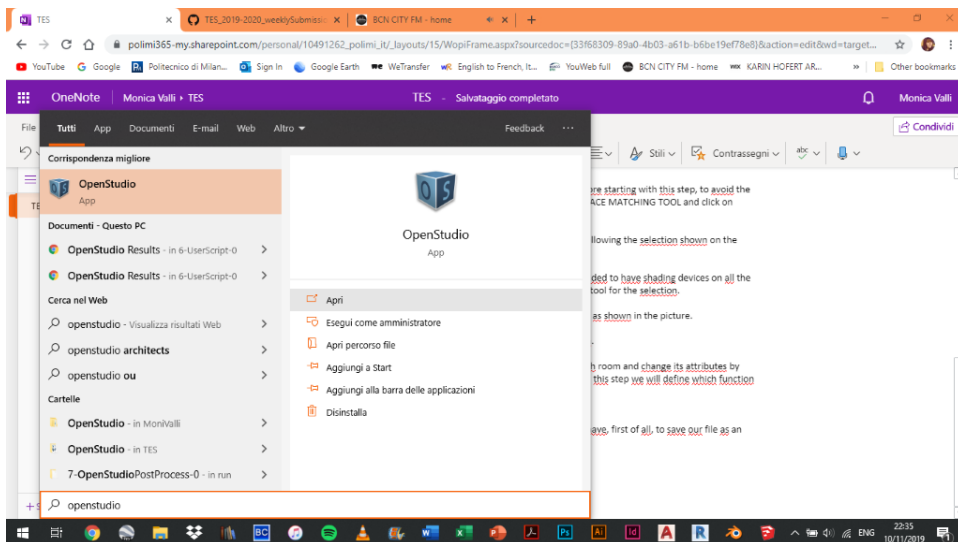 TES
TES_2019-2020_weeklySubmissio
BCN CITY FM - home
polimi365-my.sharepoint.com/personal/10491262_polimi_it/_layouts/15/WopiFrame.aspx?sourcedoc={33f68309-89a0-4b03-a61b-b6be19ef78e8}&action=edit&wd=target...
YouTube Google Politecnico di Milan... Sign In Google Earth WeTransfer English to French, It... YouWeb full BCN CITY FM - home KARIN HOFERT AR... » Other bookmarks
OneNote Monica Valli › TES TES - Salvataggio completato Monica Valli
File Tutti App Documenti E-mail Web Altro Feedback ... Condividi
Stili Contrassegni abc
Corrispondenza migliore
OpenStudio
App
Documenti - Questo PC
OpenStudio Results - in 6-UserScript-0
OpenStudio Results - in 6-UserScript-0
Cerca nel Web
openstudio - Visualizza risultati Web
openstudio architects
openstudio ou
Cartelle
OpenStudio - in MoniValli
OpenStudio - in TES
7-OpenStudioPostProcess-0 - in run
openstudio
OpenStudio
App
Apri
Esegui come amministratore
Apri percorso file
Aggiungi a Start
Aggiungi alla barra delle applicazioni
Disinstalla
ore starting with this step, to avoid the
ACE MATCHING TOOL and click on
llowing the selection shown on the
ded to have shading devices on all the
tool for the selection.
as shown in the picture.
h room and change its attributes by
this step we will define which function
ave, first of all, to save our file as an
ENG
22:35
10/11/2019